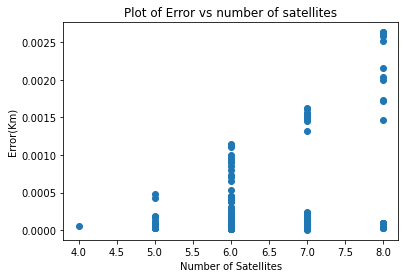 Plot of Error vs number of satellites
0.0025
0.0020
0.0015
0.0010
0.0005
0.0000
Error(Km)
4.0 4.5 5.0 5.5 6.0 6.5 7.0 7.5 8.0
Number of Satellites